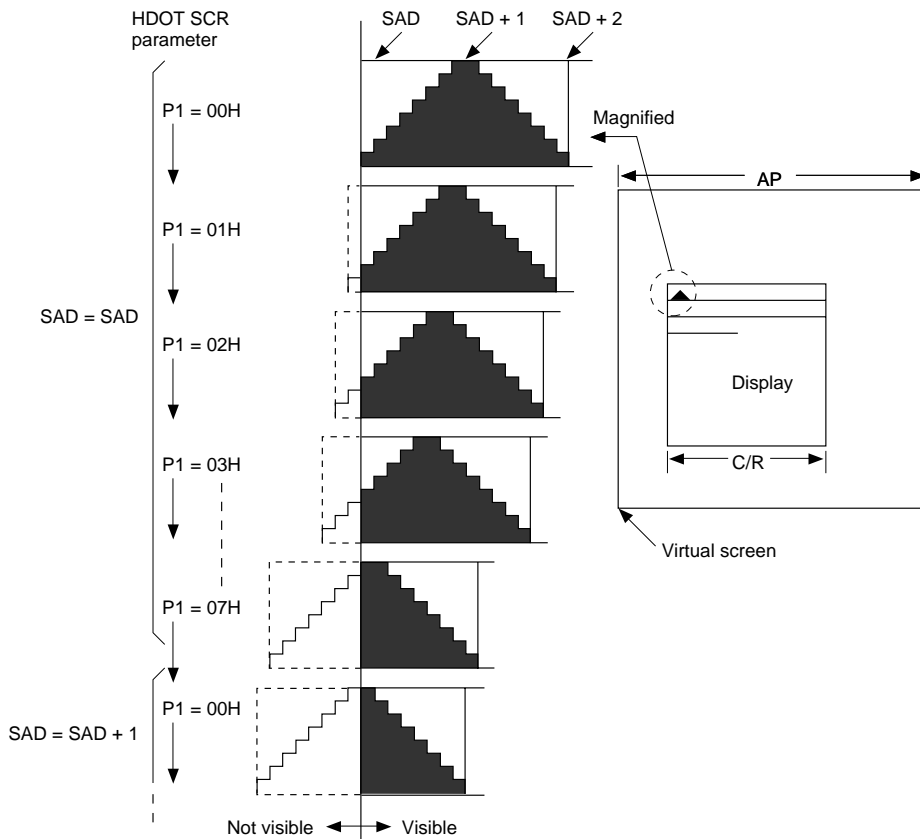 HDOT SCR
parameter
SAD
SAD + 1
SAD + 2
P1 = 00H
Magnified
AP
P1 = 01H
SAD = SAD
P1 = 02H
Display
P1 = 03H
C/R
Virtual screen
P1 = 07H
P1 = 00H
SAD = SAD + 1
Not visible
Visible